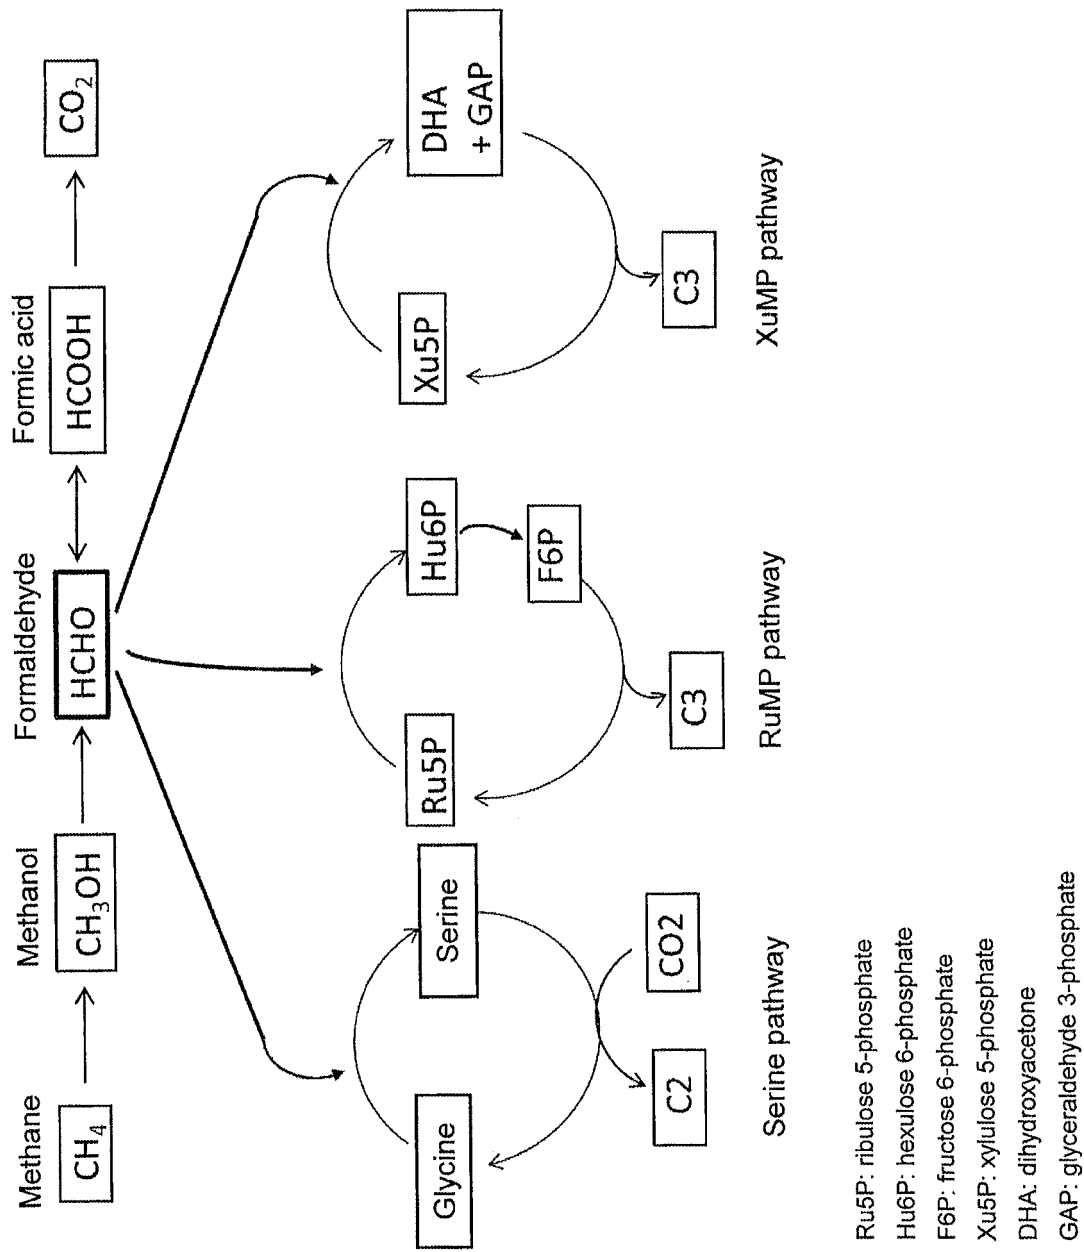 Methane
Methanol
Formaldehyde
Formic acid
CH₄
CH₃OH
HCHO
HCOOH
CO₂
Glycine
Serine
C2
CO2
Serine pathway
Ru5P
Hu6P
F6P
C3
RuMP pathway
Xu5P
DHA
+ GAP
C3
XuMP pathway
Ru5P: ribulose 5-phosphate
Hu6P: hexulose 6-phosphate
F6P: fructose 6-phosphate
Xu5P: xylulose 5-phosphate
DHA: dihydroxyacetone
GAP: glyceraldehyde 3-phosphate